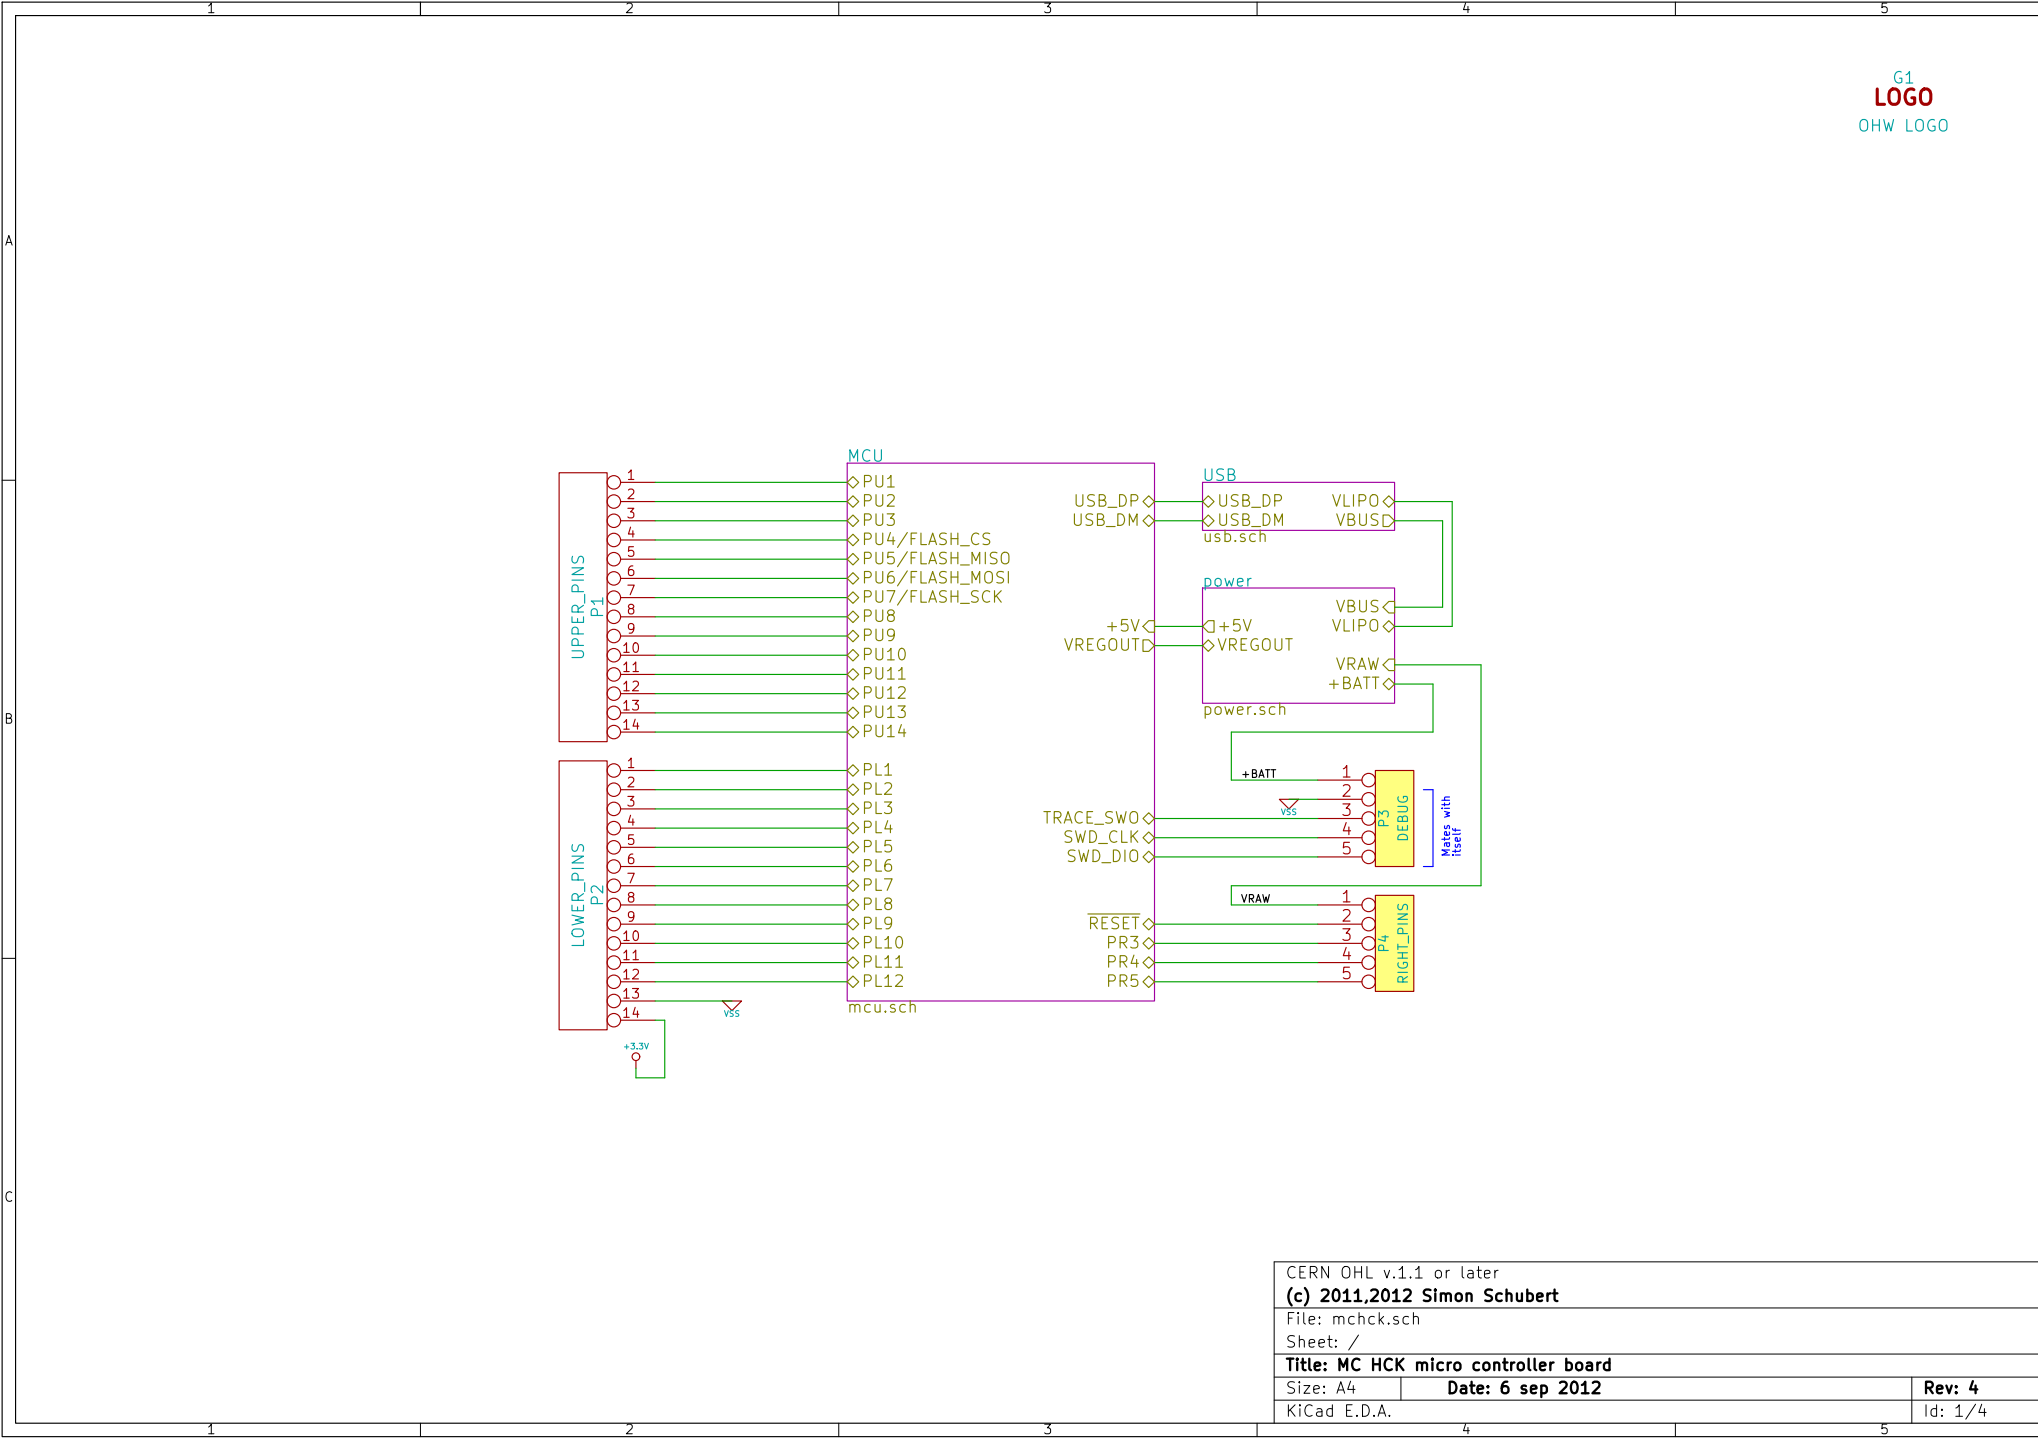 1 2 3 4 5
A
B
C
G1
LOGO
OHW LOGO
UPPER_PINS
P1
1
2
3
4
5
6
7
8
9
10
11
12
13
14
LOWER_PINS
P2
1
2
3
4
5
6
7
8
9
10
11
12
13
14
VSS
+3.3V
MCU
PU1
PU2
PU3
PU4/FLASH_CS
PU5/FLASH_MISO
PU6/FLASH_MOSI
PU7/FLASH_SCK
PU8
PU9
PU10
PU11
PU12
PU13
PU14
PL1
PL2
PL3
PL4
PL5
PL6
PL7
PL8
PL9
PL10
PL11
PL12
USB_DP
USB_DM
+5V
VREGOUT
TRACE_SWO
SWD_CLK
SWD_DIO
RESET
PR3
PR4
PR5
mcu.sch
USB
USB_DP VLIPO
USB_DM VBUS
usb.sch
power
VBUS
+5V VLIPO
VREGOUT
VRAW
+BATT
power.sch
+BATT
VSS
1
2
3
4
5
P3
DEBUG
Mates with
itself
VRAW
1
2
3
4
5
P4
RIGHT_PINS
CERN OHL v.1.1 or later
(c) 2011,2012 Simon Schubert
File: mchck.sch
Sheet: /
Title: MC HCK micro controller board
Size: A4 Date: 6 sep 2012 Rev: 4
KiCad E.D.A. Id: 1/4
1 2 3 4 5